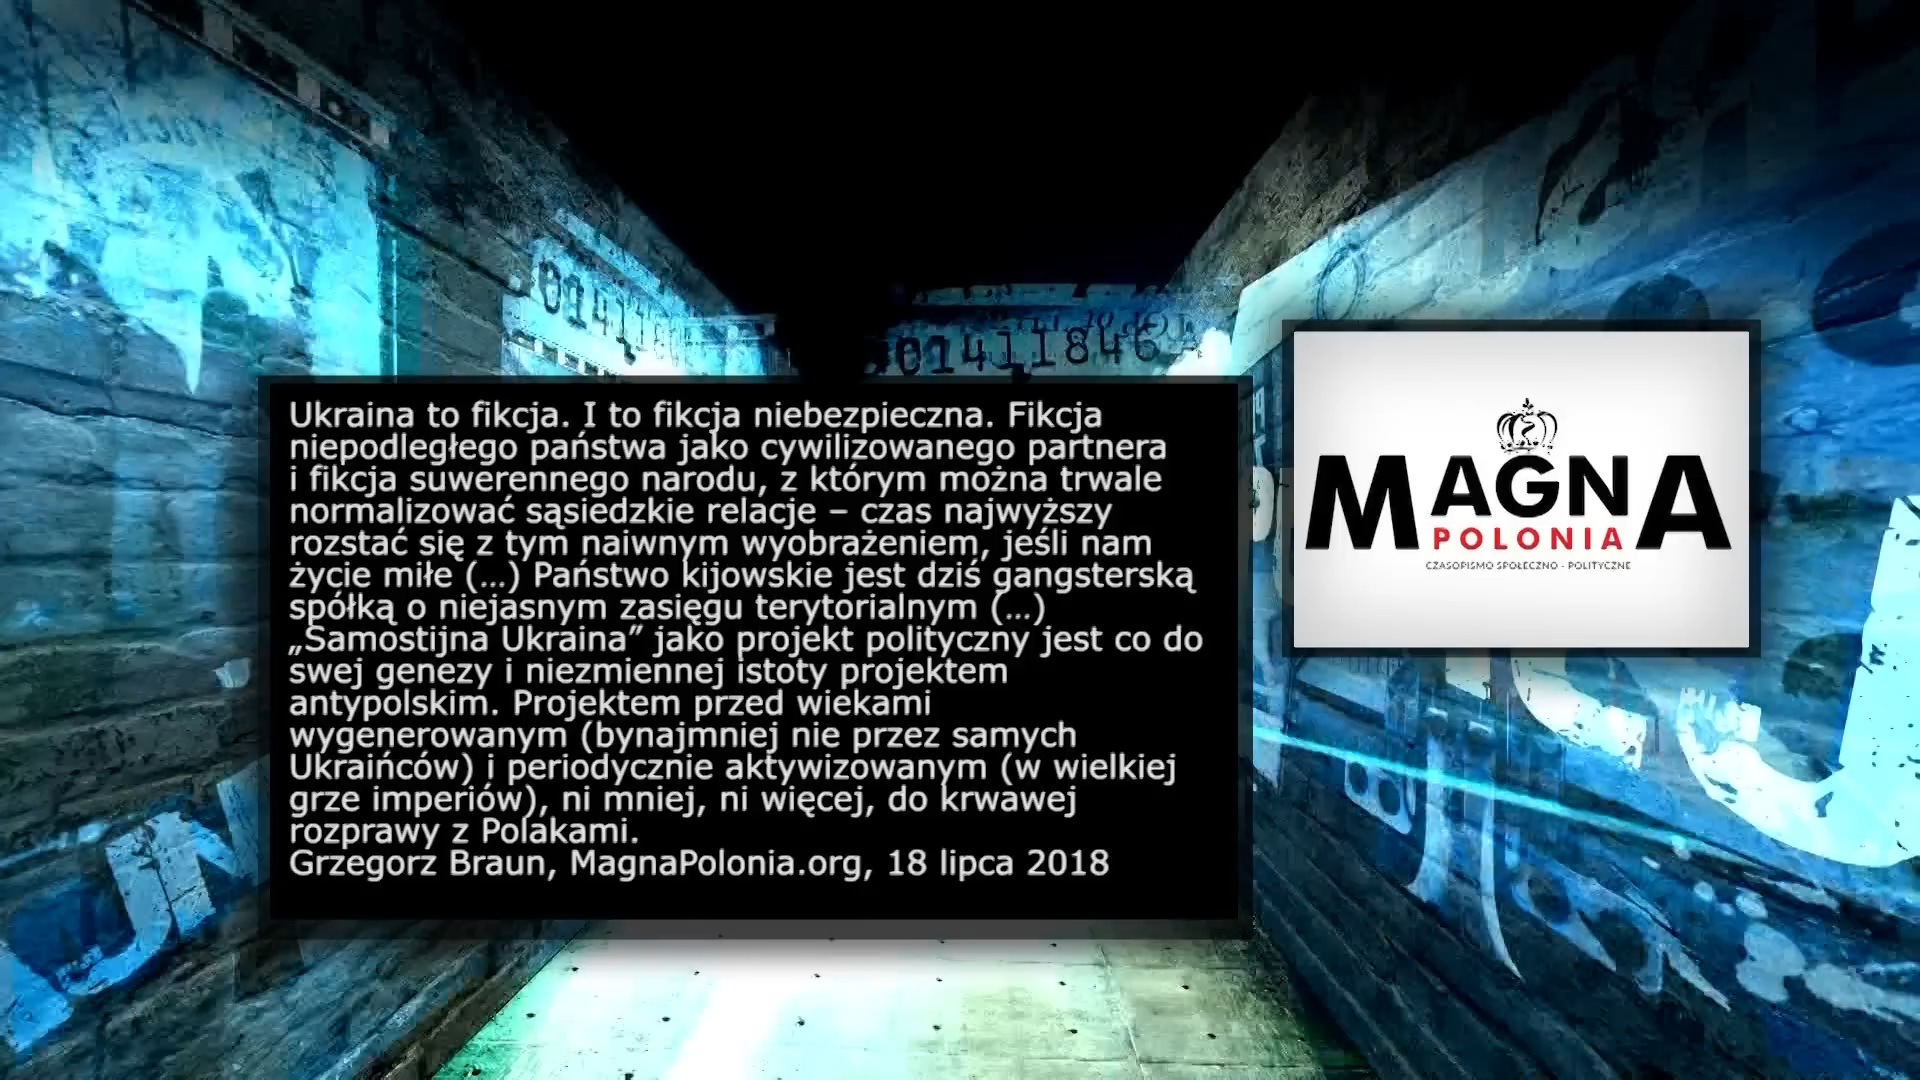 01411
01411846
Ukraina to fikcja. I to fikcja niebezpieczna. Fikcja
niepodległego państwa jako cywilizowanego partnera
i fikcja suwerennego narodu, z którym można trwale
normalizować sąsiedzkie relacje – czas najwyższy
rozstać się z tym naiwnym wyobrażeniem, jeśli nam
życie miłe (...) Państwo kijowskie jest dziś gangsterską
spółką o niejasnym zasięgu terytorialnym (...)
„Samostijna Ukraina” jako projekt polityczny jest co do
swej genezy i niezmiennej istoty projektem
antypolskim. Projektem przed wiekami
wygenerowanym (bynajmniej nie przez samych
Ukraińców) i periodycznie aktywizowanym (w wielkiej
grze imperiów), ni mniej, ni więcej, do krwawej
rozprawy z Polakami.
Grzegorz Braun, MagnaPolonia.org, 18 lipca 2018
MAGNA
POLONIA
CZASOPISMO SPOŁECZNO - POLITYCZNE